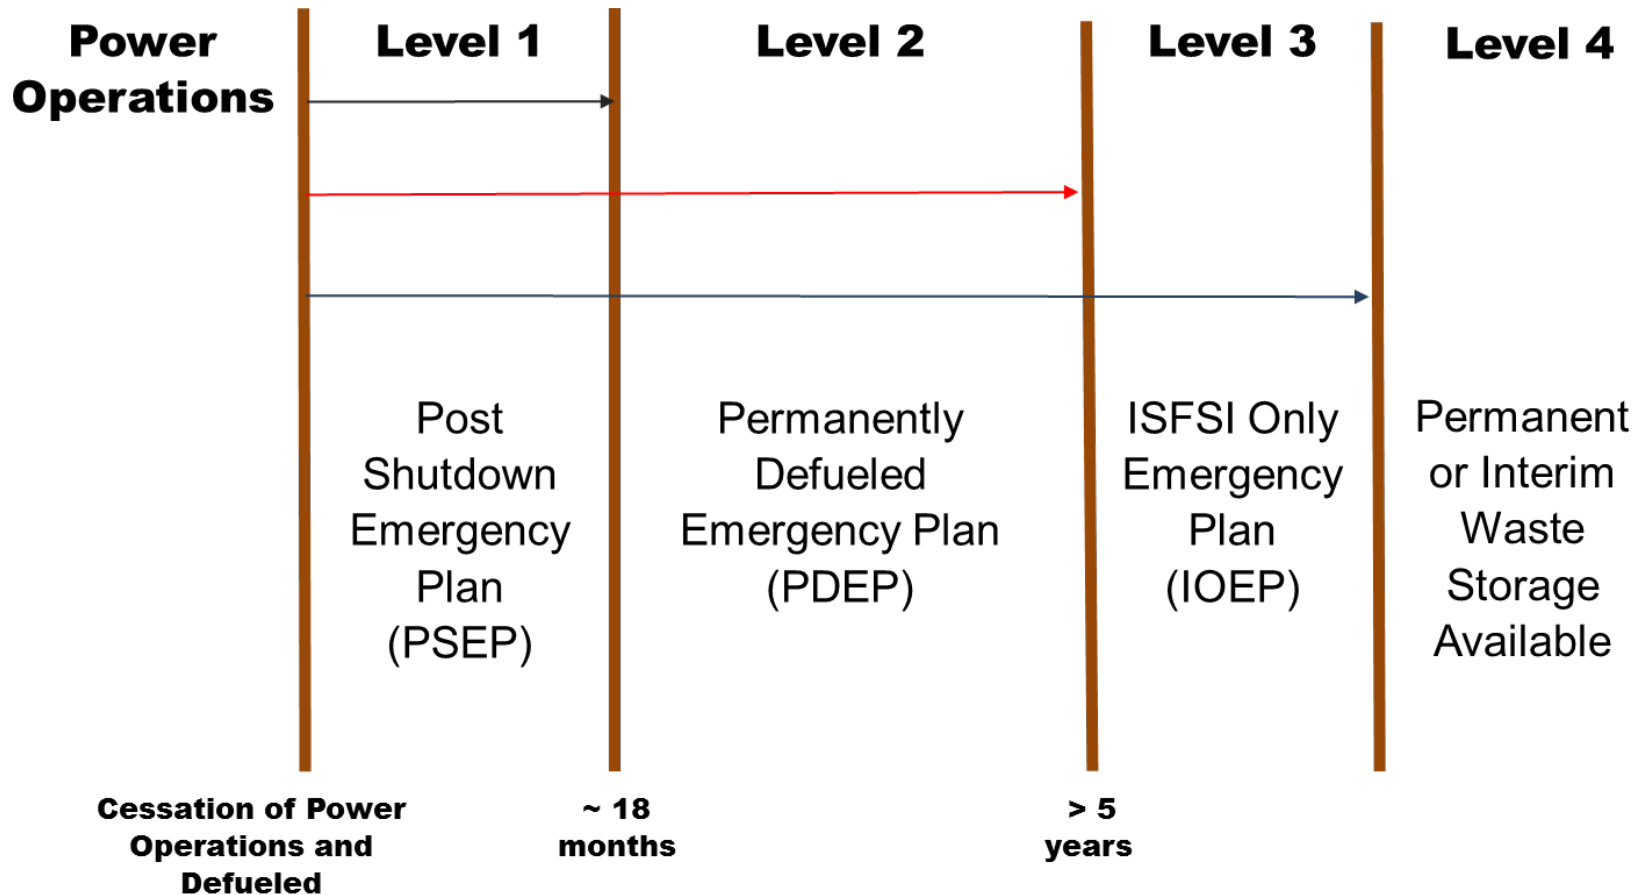 Power
Operations
Level 1
Level 2
Level 3
Level 4
Post
Shutdown
Emergency
Plan
(PSEP)
Permanently
Defueled
Emergency Plan
(PDEP)
ISFSI Only
Emergency
Plan
(IOEP)
Permanent
or Interim
Waste
Storage
Available
Cessation of Power
Operations and
Defueled
~ 18
months
> 5
years